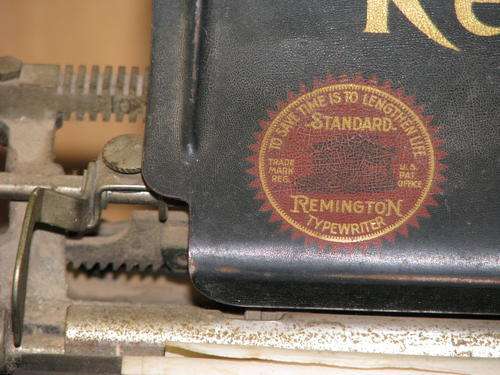 Re
TO SAVE TIME IS TO LENGTHEN LIFE
STANDARD
TRADE
MARK
REG.
U.S.
PAT.
OFFICE
REMINGTON
TYPEWRITER